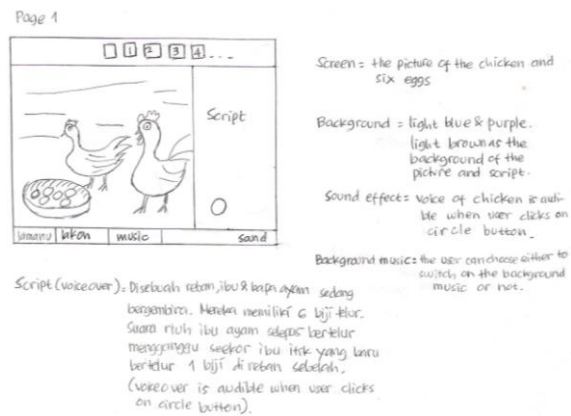 Page 1
1 2 3 4 ...
Script
lakon music sound
Screen = the picture of the chicken and
six eggs
Background = light blue & purple.
light brown as the
background of the
picture and script.
Sound effect = voice of chicken is audi-
ble when user clicks on
circle button.
Background music : the user can choose either to
switch on the background
music or not.
Script (voiceover) = Disebuah reban, ibu & bapa ayam sedang
bergembira. Mereka memiliki 6 biji telur.
Suara riuh ibu ayam selepas bertelur
mengganggu seekor ibu itik yang baru
bertelur 1 biji di reban sebelah.
(voiceover is audible when user clicks
on circle button).